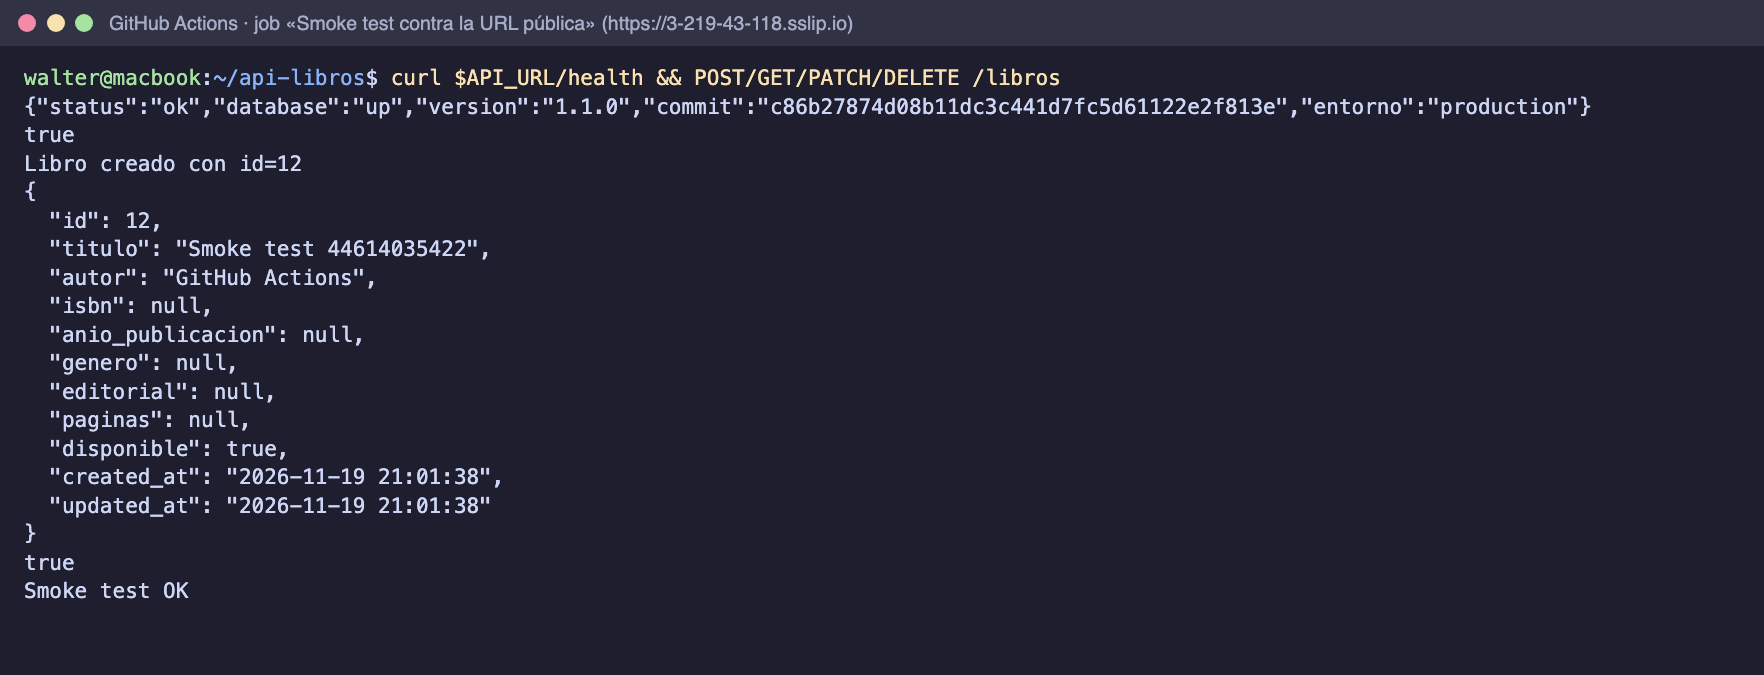 GitHub Actions · job «Smoke test contra la URL pública» (https://3-219-43-118.sslip.io)
walter@macbook:~/api-libros$ curl $API_URL/health && POST/GET/PATCH/DELETE /libros
{"status":"ok","database":"up","version":"1.1.0","commit":"c86b27874d08b11dc3c441d7fc5d61122e2f813e","entorno":"production"}
true
Libro creado con id=12
{
  "id": 12,
  "titulo": "Smoke test 44614035422",
  "autor": "GitHub Actions",
  "isbn": null,
  "anio_publicacion": null,
  "genero": null,
  "editorial": null,
  "paginas": null,
  "disponible": true,
  "created_at": "2026-11-19 21:01:38",
  "updated_at": "2026-11-19 21:01:38"
}
true
Smoke test OK